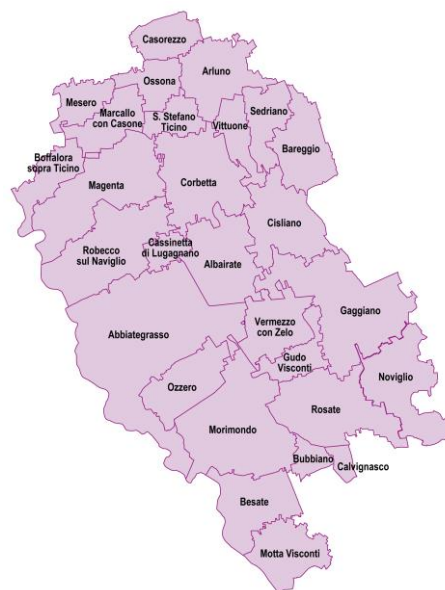 Casorezzo
Arluno
Ossona
Mesero
Marcallo
con Casone
S. Stefano
Ticino
Vittuone
Sedriano
Bareggio
Boffalora
sopra Ticino
Magenta
Corbetta
Cisliano
Robecco
sul Naviglio
Cassinetta
di Lugagnano
Albairate
Gaggiano
Abbiategrasso
Vermezzo
con Zelo
Gudo
Visconti
Noviglio
Ozzero
Rosate
Morimondo
Bubbiano
Calvignasco
Besate
Motta Visconti